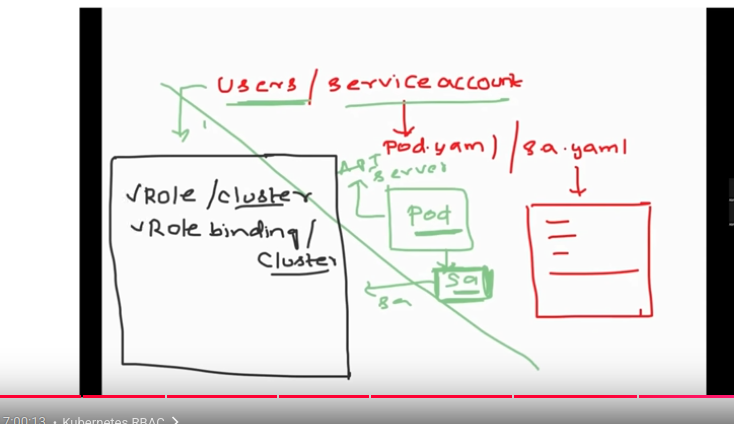 Users / Service account
Pod.yaml / sa.yaml
API
server
Role / cluster
Role binding /
Cluster
Pod
sa
sa
7:00:13 • Kubernetes RBAC >